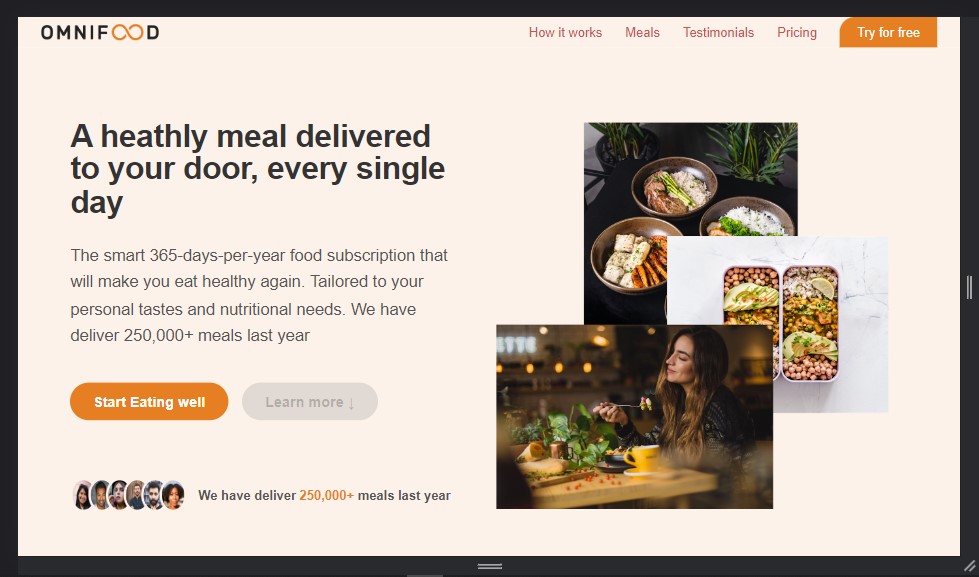 OMNIFOOD
How it works
Meals
Testimonials
Pricing
Try for free
A heathly meal delivered
to your door, every single
day
The smart 365-days-per-year food subscription that
will make you eat healthy again. Tailored to your
personal tastes and nutritional needs. We have
deliver 250,000+ meals last year
Start Eating well
Learn more ↓
We have deliver 250,000+ meals last year